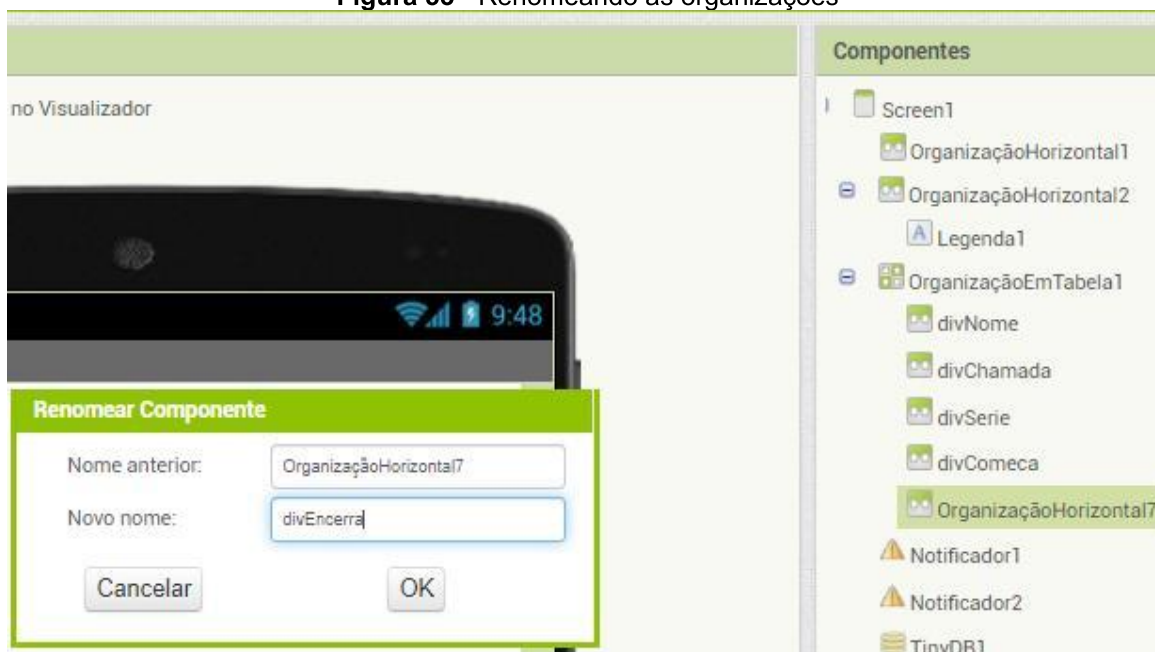 Renomeando as organizações
no Visualizador
9:48
Renomear Componente
Nome anterior:
OrganizaçãoHorizontal7
Novo nome:
divEncerra
Cancelar
OK
Componentes
Screen1
OrganizaçãoHorizontal1
OrganizaçãoHorizontal2
Legenda1
OrganizaçãoEmTabela1
divNome
divChamada
divSerie
divComeca
OrganizaçãoHorizontal7
Notificador1
Notificador2
TinyDB1